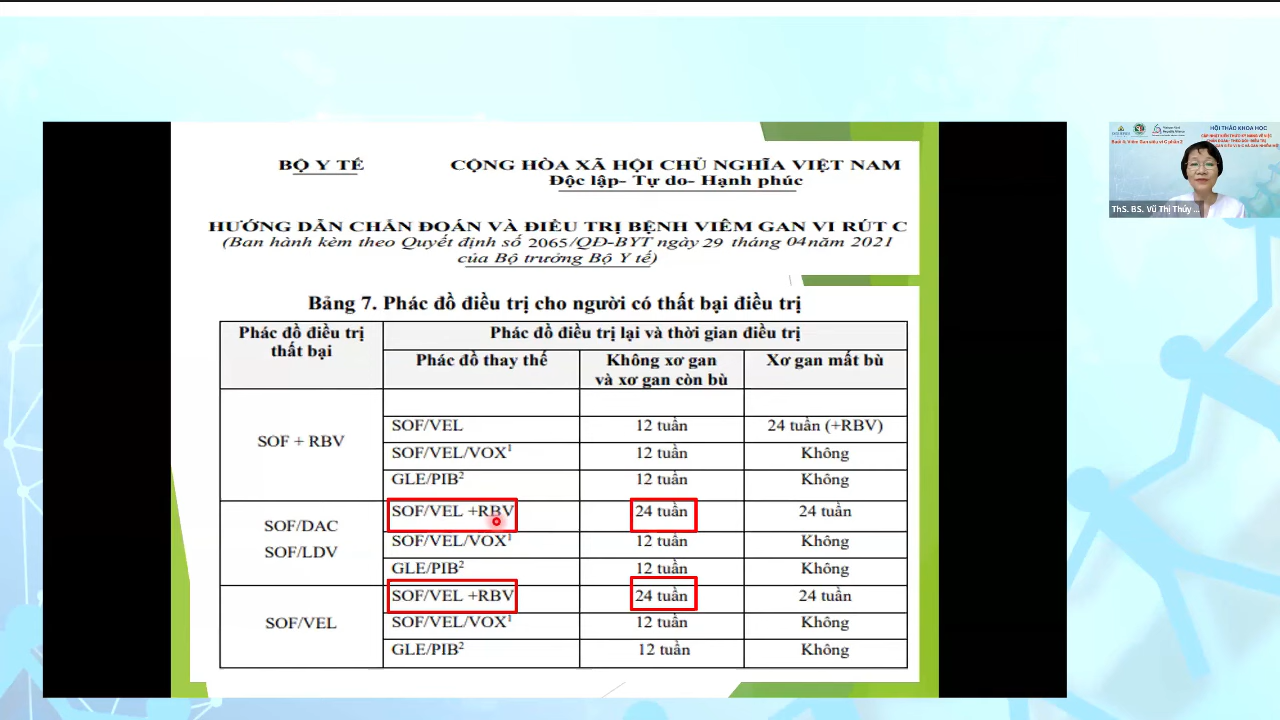 BỘ Y TẾ
CỘNG HÒA XÃ HỘI CHỦ NGHĨA VIỆT NAM
Độc lập- Tự do- Hạnh phúc
HƯỚNG DẪN CHẨN ĐOÁN VÀ ĐIỀU TRỊ BỆNH VIÊM GAN VI RÚT C
(Ban hành kèm theo Quyết định số 2065/QĐ-BYT ngày 29 tháng 04năm 2021
của Bộ trưởng Bộ Y tế)
Bảng 7. Phác đồ điều trị cho người có thất bại điều trị
Phác đồ điều trị thất bại
Phác đồ điều trị lại và thời gian điều trị
Phác đồ thay thế
Không xơ gan và xơ gan còn bù
Xơ gan mất bù
SOF + RBV
SOF/VEL 12 tuần 24 tuần (+RBV)
SOF/VEL/VOX¹ 12 tuần Không
GLE/PIB² 12 tuần Không
SOF/DAC
SOF/LDV
SOF/VEL +RBV 24 tuần 24 tuần
SOF/VEL/VOX¹ 12 tuần Không
GLE/PIB² 12 tuần Không
SOF/VEL
SOF/VEL +RBV 24 tuần 24 tuần
SOF/VEL/VOX¹ 12 tuần Không
GLE/PIB² 12 tuần Không
HỘI THẢO KHOA HỌC
ThS. BS. Vũ Thị Thủy ...